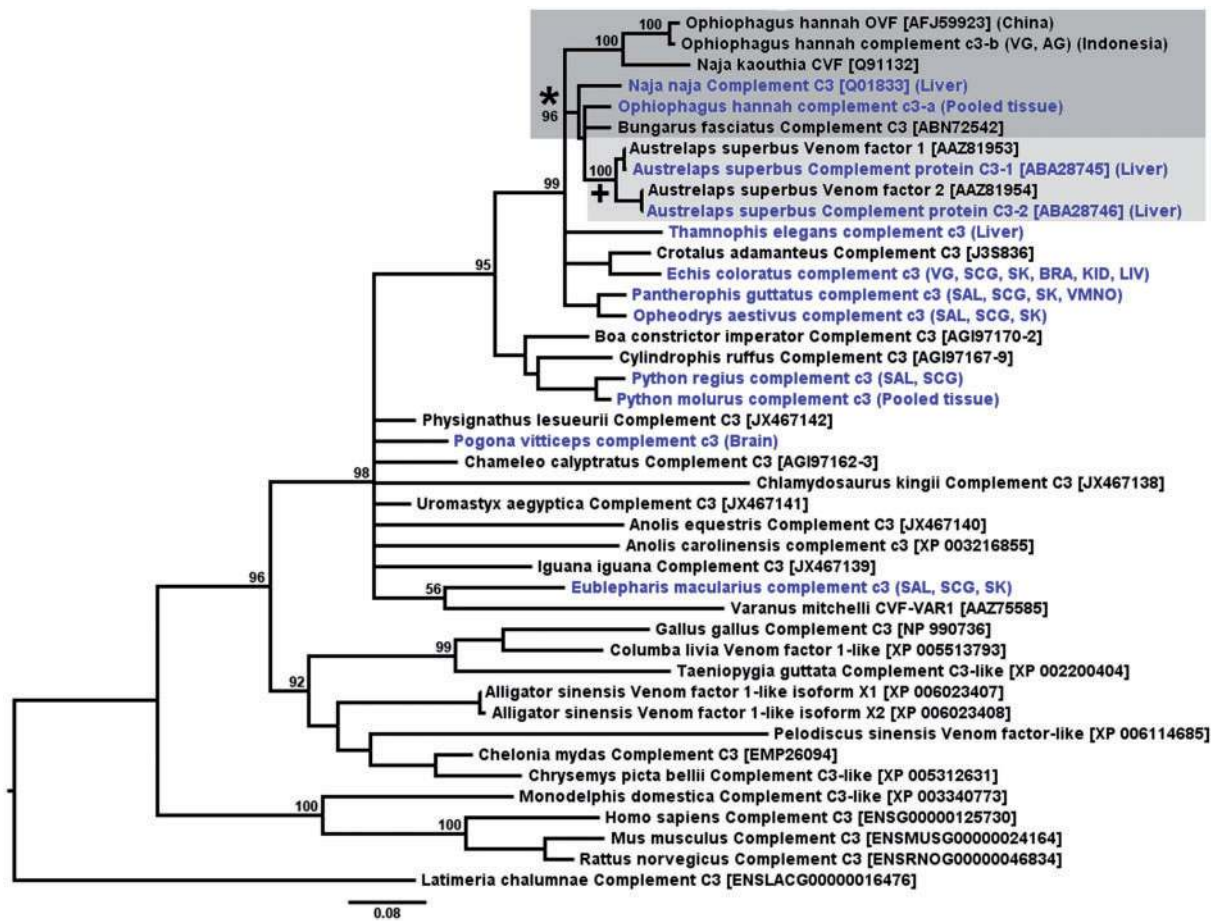 Ophiophagus hannah OVF [AFJ59923] (China)
100
Ophiophagus hannah complement c3-b (VG, AG) (Indonesia)
100
Naja kaouthia CVF [Q91132]
Naja naja Complement C3 [Q01833] (Liver)
*
Ophiophagus hannah complement c3-a (Pooled tissue)
96
Bungarus fasciatus Complement C3 [ABN72542]
Austrelaps superbus Venom factor 1 [AAZ81953]
100
Austrelaps superbus Complement protein C3-1 [ABA28745] (Liver)
+
Austrelaps superbus Venom factor 2 [AAZ81954]
99
Austrelaps superbus Complement protein C3-2 [ABA28746] (Liver)
Thamnophis elegans complement c3 (Liver)
Crotalus adamanteus Complement C3 [J3S836]
95
Echis coloratus complement c3 (VG, SCG, SK, BRA, KID, LIV)
Pantherophis guttatus complement c3 (SAL, SCG, SK, VMNO)
Opheodrys aestivus complement c3 (SAL, SCG, SK)
Boa constrictor imperator Complement C3 [AGI97170-2]
Cylindrophis ruffus Complement C3 [AGI97167-9]
Python regius complement c3 (SAL, SCG)
Python molurus complement c3 (Pooled tissue)
Physignathus lesueurii Complement C3 [JX467142]
Pogona vitticeps complement c3 (Brain)
Chameleo calyptratus Complement C3 [AGI97162-3]
98
Chlamydosaurus kingii Complement C3 [JX467138]
Uromastyx aegyptica Complement C3 [JX467141]
Anolis equestris Complement C3 [JX467140]
Anolis carolinensis complement c3 [XP 003216855]
Iguana iguana Complement C3 [JX467139]
96
56
Eublepharis macularius complement c3 (SAL, SCG, SK)
Varanus mitchelli CVF-VAR1 [AAZ75585]
Gallus gallus Complement C3 [NP 990736]
99
Columba livia Venom factor 1-like [XP 005513793]
Taeniopygia guttata Complement C3-like [XP 002200404]
92
Alligator sinensis Venom factor 1-like isoform X1 [XP 006023407]
Alligator sinensis Venom factor 1-like isoform X2 [XP 006023408]
Pelodiscus sinensis Venom factor-like [XP 006114685]
Chelonia mydas Complement C3 [EMP26094]
Chrysemys picta bellii Complement C3-like [XP 005312631]
Monodelphis domestica Complement C3-like [XP 003340773]
100
Homo sapiens Complement C3 [ENSG00000125730]
100
Mus musculus Complement C3 [ENSMUSG00000024164]
Rattus norvegicus Complement C3 [ENSRNOG00000046834]
Latimeria chalumnae Complement C3 [ENSLACG00000016476]
0.08